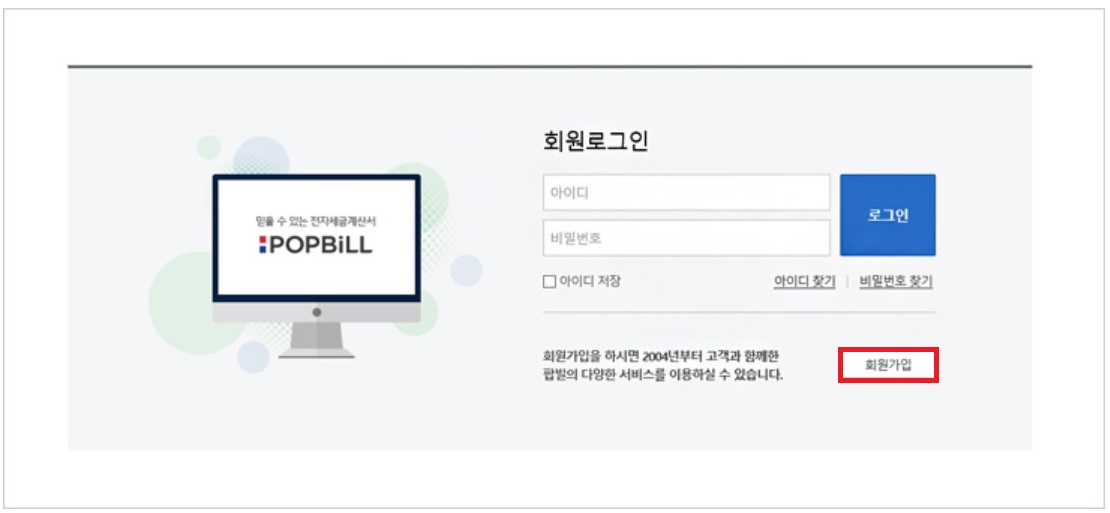 믿을 수 있는 전자세금계산서
POPBiLL
회원로그인
아이디
비밀번호
로그인
아이디 저장
아이디 찾기 | 비밀번호 찾기
회원가입을 하시면 2004년부터 고객과 함께한
팝빌의 다양한 서비스를 이용하실 수 있습니다.
회원가입